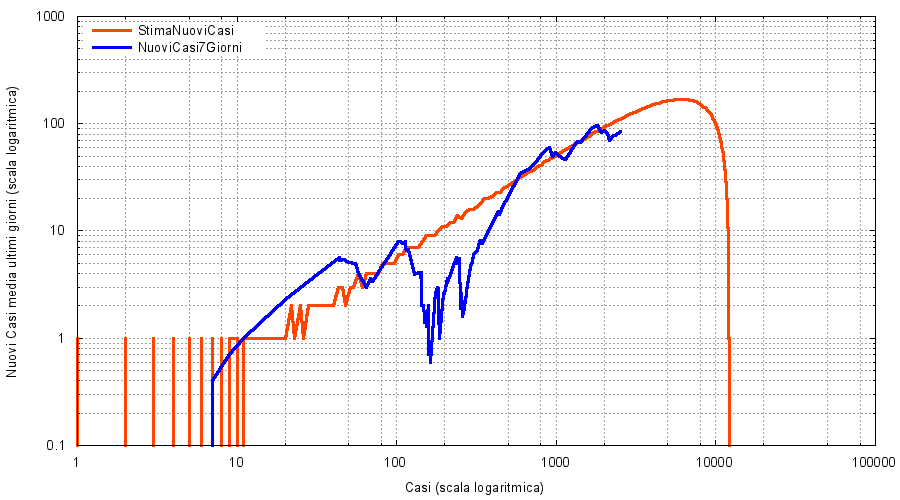 1000
StimaNuoviCasi
NuoviCasi7Giorni
100
10
1
0.1
Nuovi Casi media ultimi giorni (scala logaritmica)
1 10 100 1000 10000 100000
Casi (scala logaritmica)